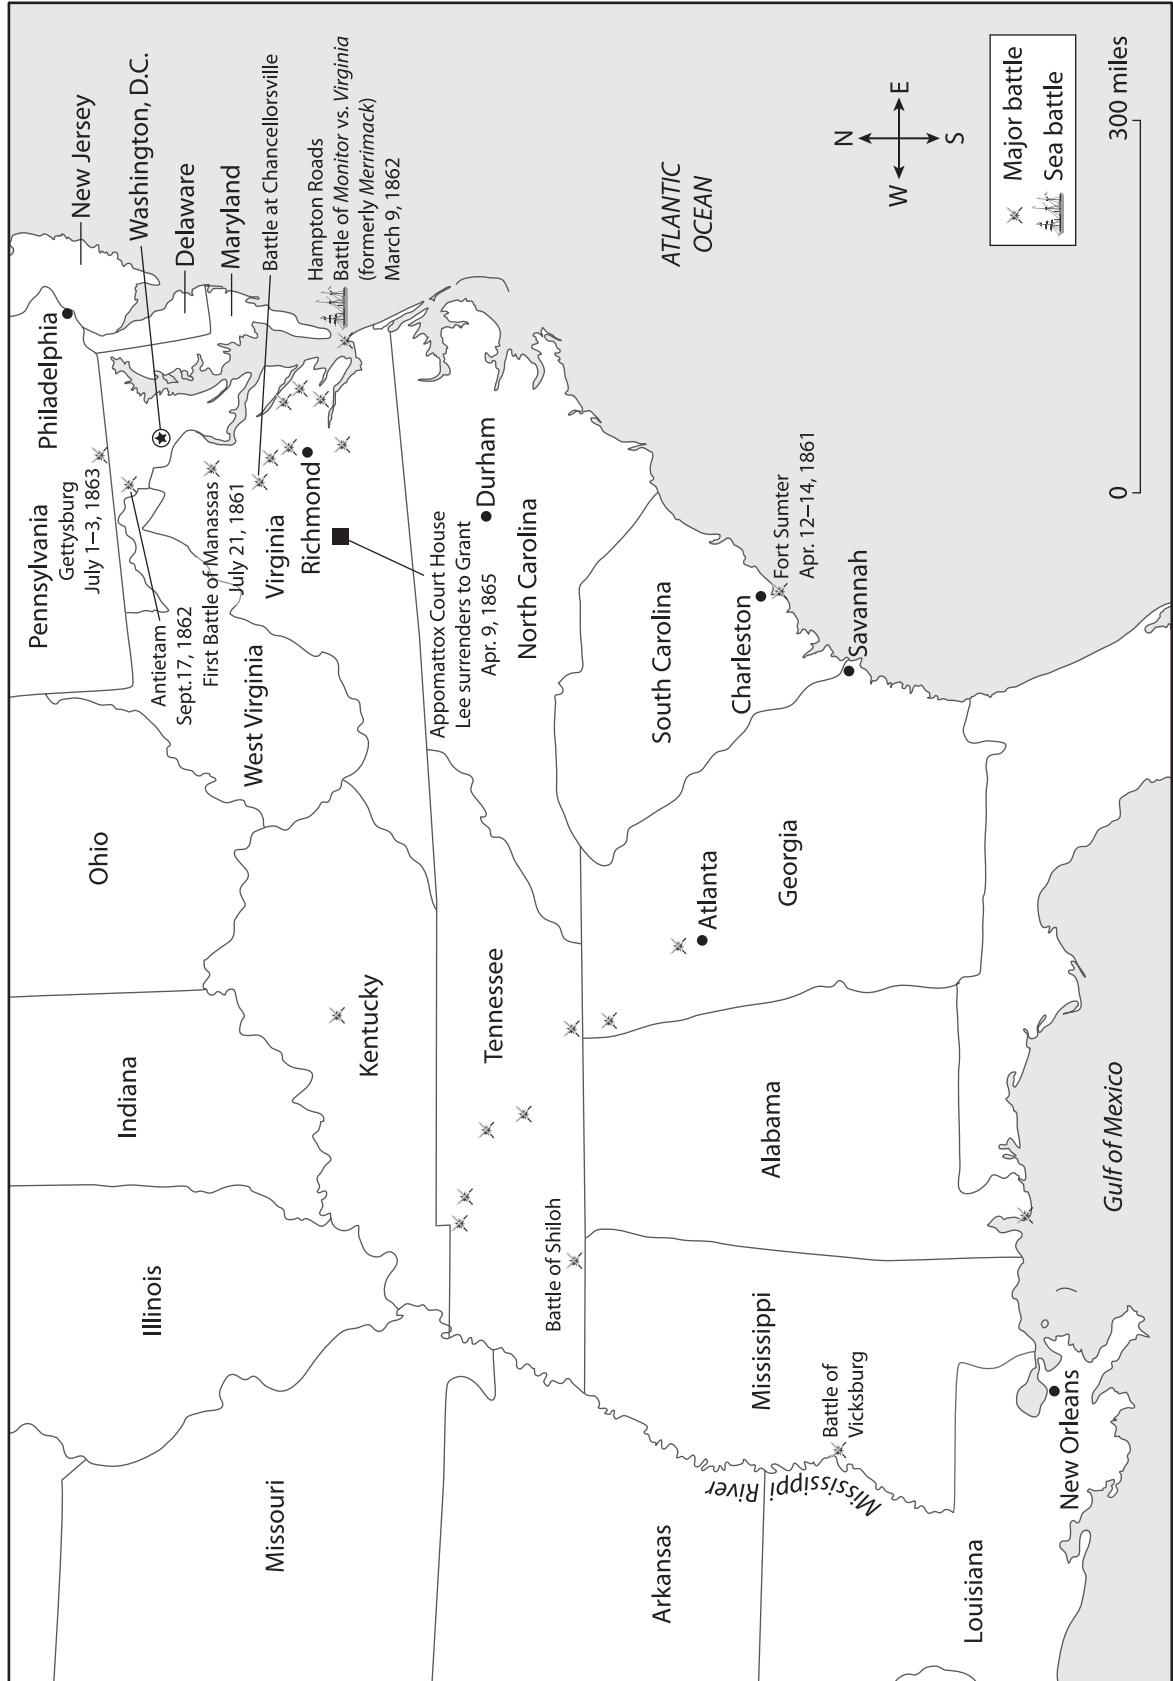 Pennsylvania
Gettysburg
July 1–3, 1863
Philadelphia
New Jersey
Washington, D.C.
Delaware
Maryland
Battle at Chancellorsville
Hampton Roads
Battle of Monitor vs. Virginia
(formerly Merrimack)
March 9, 1862
Ohio
Indiana
Illinois
Missouri
Antietam
Sept.17, 1862
First Battle of Manassas
July 21, 1861
West Virginia
Virginia
Richmond
Kentucky
Appomattox Court House
Lee surrenders to Grant
Apr. 9, 1865
Durham
North Carolina
Tennessee
Battle of Shiloh
Arkansas
South Carolina
Charleston
Fort Sumter
Apr. 12–14, 1861
Savannah
Atlanta
Georgia
Alabama
Mississippi
Battle of
Vicksburg
Mississippi River
Louisiana
New Orleans
Gulf of Mexico
ATLANTIC
OCEAN
N
W
E
S
Major battle
Sea battle
0
300 miles